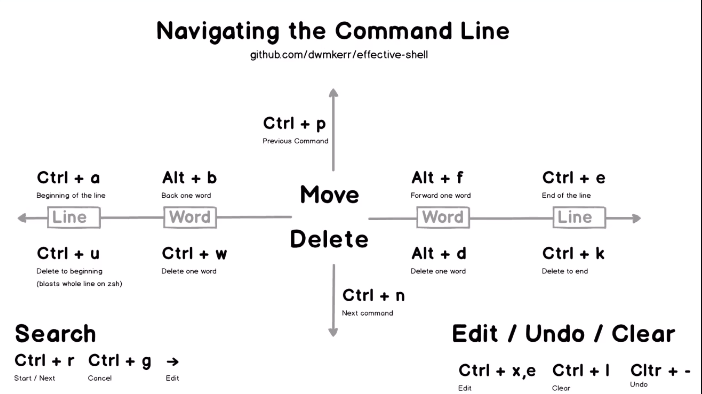 Navigating the Command Line
github.com/dwmkerr/effective-shell
Ctrl + p
Previous Command
Ctrl + a
Beginning of the line
Alt + b
Back one word
Move
Alt + f
Forward one word
Ctrl + e
End of the line
Line
Word
Word
Line
Delete
Ctrl + u
Delete to beginning
(blasts whole line on zsh)
Ctrl + w
Delete one word
Alt + d
Delete one word
Ctrl + k
Delete to end
Ctrl + n
Next command
Search
Ctrl + r
Start / Next
Ctrl + g
Cancel
→
Edit
Edit / Undo / Clear
Ctrl + x,e
Edit
Ctrl + l
Clear
Cltr + -
Undo